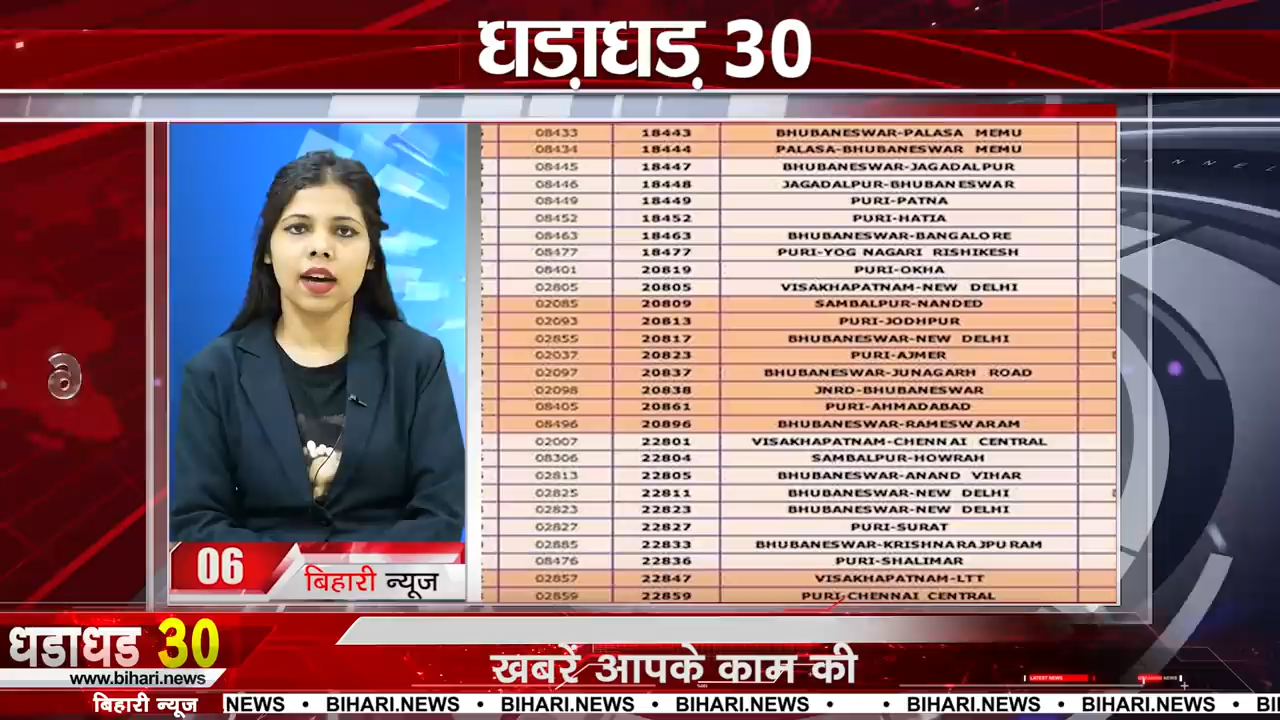 धड़ाधड़ 30
08433 18443 BHUBANESWAR-PALASA MEMU
08434 18444 PALASA-BHUBANESWAR MEMU
08445 18447 BHUBANESWAR-JAGADALPUR
08446 18448 JAGADALPUR-BHUBANESWAR
08449 18449 PURI-PATNA
08452 18452 PURI-HATIA
08463 18463 BHUBANESWAR-BANGALORE
08477 18477 PURI-YOG NAGARI RISHIKESH
08401 20819 PURI-OKHA
02805 20805 VISAKHAPATNAM-NEW DELHI
02085 20809 SAMBALPUR-NANDED
02093 20813 PURI-JODHPUR
02855 20817 BHUBANESWAR-NEW DELHI
02037 20823 PURI-AJMER
02097 20837 BHUBANESWAR-JUNAGARH ROAD
02098 20838 JNRD-BHUBANESWAR
08405 20861 PURI-AHMADABAD
08496 20896 BHUBANESWAR-RAMESWARAM
02007 22801 VISAKHAPATNAM-CHENNAI CENTRAL
08306 22804 SAMBALPUR-HOWRAH
02813 22805 BHUBANESWAR-ANAND VIHAR
02825 22811 BHUBANESWAR-NEW DELHI
02823 22823 BHUBANESWAR-NEW DELHI
02827 22827 PURI-SURAT
02885 22833 BHUBANESWAR-KRISHNARAJPURAM
08476 22836 PURI-SHALIMAR
02857 22847 VISAKHAPATNAM-LTT
02859 22859 PURI-CHENNAI CENTRAL
06
बिहारी न्यूज
धड़ाधड़ 30
www.bihari.news
खबरें आपके काम की
LATEST NEWS
बिहारी न्यूज NEWS • BIHARI.NEWS • BIHARI.NEWS • BIHARI.NEWS • • BIHARI.NEWS • BIHARI.NEWS • BI